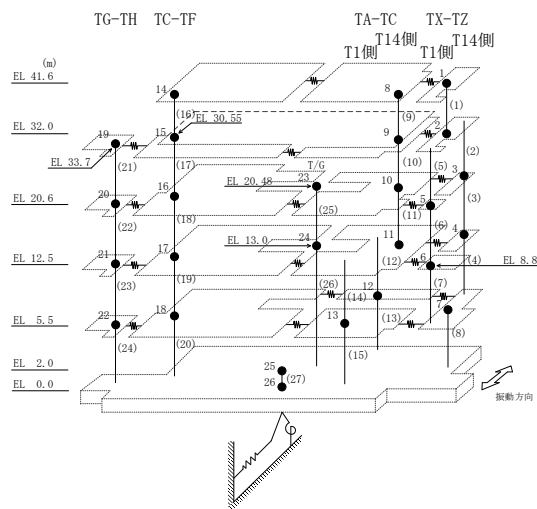 TG-TH TC-TF TA-TC TX-TZ
T1側 T14側 T1側 T14側
(m)
EL 41.6
14 8 1
(16) EL 30.55 (9) (1)
EL 32.0
19 15 9 2
EL 33.7
(21) (17) (10) (2)
T/G
EL 20.48 23 (5) 3
EL 20.6
20 16 10 5 (3)
(22) (18) (25) (11)
EL 13.0 24 11 (6) 4
EL 12.5
21 17 (12) 6 (4) EL 8.8
(23) (19) (26) (14) 12 (7)
EL 5.5
22 18 13 (13) 7
(24) (20) (15) (8)
EL 2.0
25
EL 0.0
26 (27)
振動方向